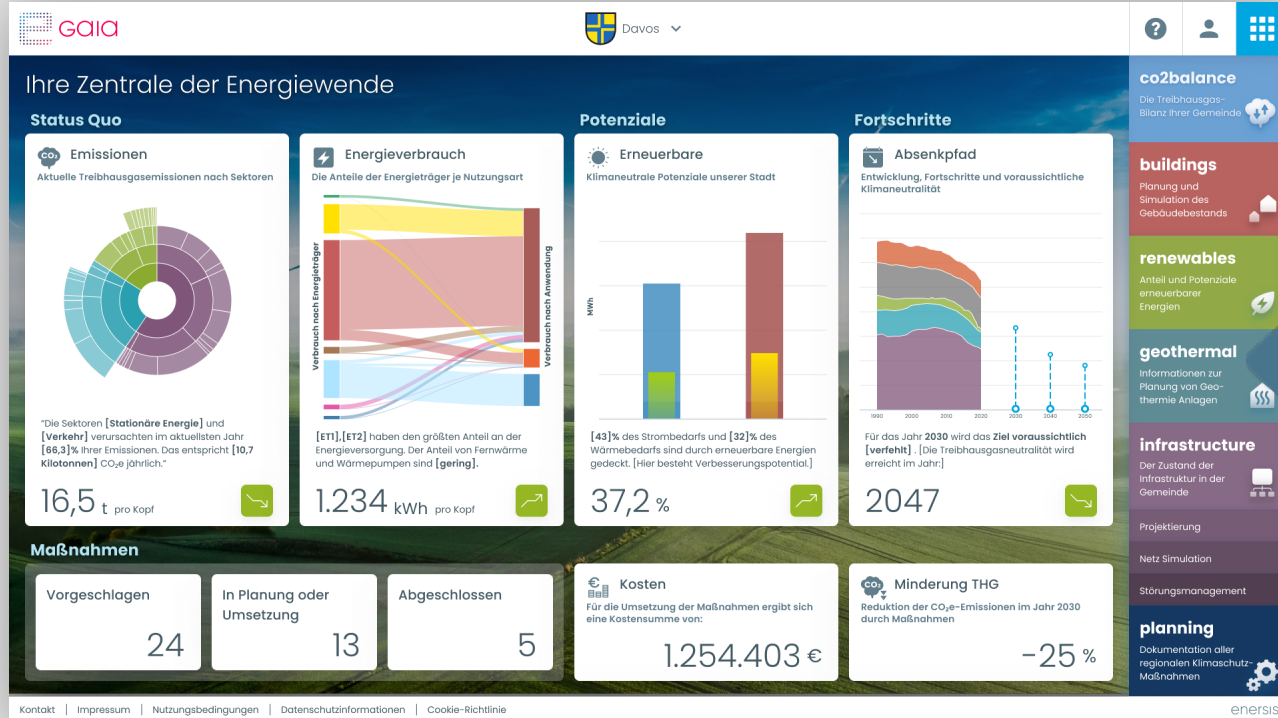 Gaia
Davos
?
Ihre Zentrale der Energiewende
Status Quo
CO₂ Emissionen
Aktuelle Treibhausgasemissionen nach Sektoren
"Die Sektoren [Stationäre Energie] und
[Verkehr] verursachten im aktuellsten Jahr
[66,3]% Ihrer Emissionen. Das entspricht [10,7
Kilotonnen] CO₂e jährlich."
16,5 t pro Kopf
Energieverbrauch
Die Anteile der Energieträger je Nutzungsart
Verbrauch nach Energieträger
Verbrauch nach Anwendung
[ET1],[ET2] haben den größten Anteil an der
Energieversorgung. Der Anteil von Fernwärme
und Wärmepumpen sind [gering].
1.234 kWh pro Kopf
Potenziale
Erneuerbare
Klimaneutrale Potenziale unserer Stadt
MWh
[43]% des Strombedarfs und [32]% des
Wärmebedarfs sind durch erneuerbare Energien
gedeckt. [Hier besteht Verbesserungspotential.]
37,2 %
Fortschritte
Absenkpfad
Entwicklung, Fortschritte und voraussichtliche
Klimaneutralität
1990 2000 2010 2020 2030 2040 2050
Für das Jahr 2030 wird das Ziel voraussichtlich
[verfehlt] . [Die Treibhausgasneutralität wird
erreicht im Jahr:]
2047
Maßnahmen
Vorgeschlagen
24
In Planung oder
Umsetzung
13
Abgeschlossen
5
€ Kosten
Für die Umsetzung der Maßnahmen ergibt sich
eine Kostensumme von:
1.254.403 €
CO₂ Minderung THG
Reduktion der CO₂e-Emissionen im Jahr 2030
durch Maßnahmen
-25 %
co2balance
Die Treibhausgas-
Bilanz Ihrer Gemeinde
buildings
Planung und
Simulation des
Gebäudebestands
renewables
Anteil und Potenziale
erneuerbarer
Energien
geothermal
Informationen zur
Planung von Geo-
thermie Anlagen
infrastructure
Der Zustand der
Infrastruktur in der
Gemeinde
Projektierung
Netz Simulation
Störungsmanagement
planning
Dokumentation aller
regionalen Klimaschutz-
Maßnahmen
Kontakt | Impressum | Nutzungsbedingungen | Datenschutzinformationen | Cookie-Richtlinie
enersis